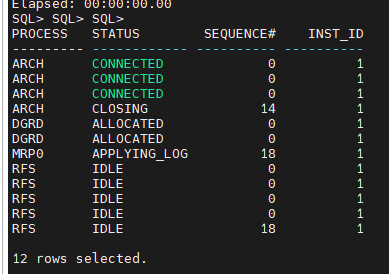 Elapsed: 00:00:00.00
SQL> SQL> SQL>
PROCESS   STATUS        SEQUENCE#    INST_ID
--------- ------------ ---------- ----------
ARCH      CONNECTED             0          1
ARCH      CONNECTED             0          1
ARCH      CONNECTED             0          1
ARCH      CLOSING              14          1
DGRD      ALLOCATED             0          1
DGRD      ALLOCATED             0          1
MRP0      APPLYING_LOG         18          1
RFS       IDLE                  0          1
RFS       IDLE                  0          1
RFS       IDLE                  0          1
RFS       IDLE                  0          1
RFS       IDLE                 18          1
12 rows selected.